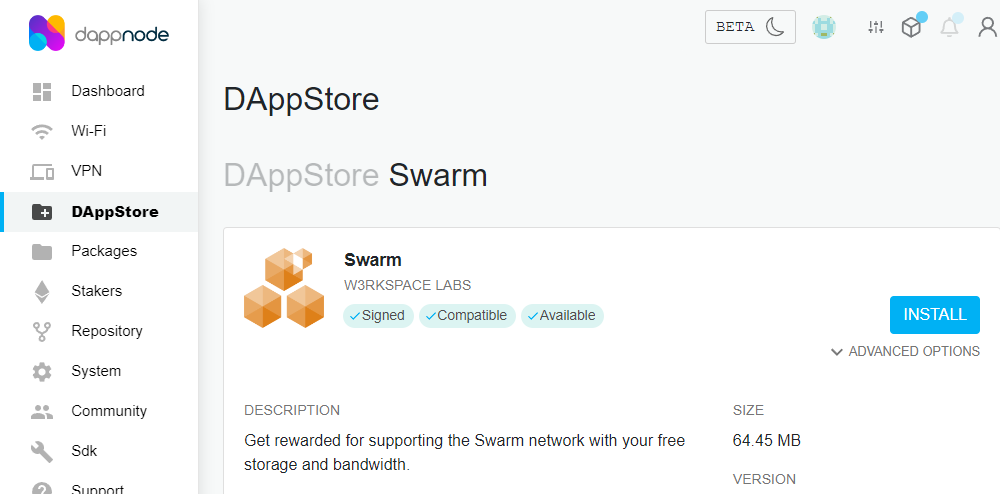 dappnode
BETA
Dashboard
Wi-Fi
VPN
DAppStore
Packages
Stakers
Repository
System
Community
Sdk
Support
DAppStore
DAppStore Swarm
Swarm
W3RKSPACE LABS
Signed
Compatible
Available
INSTALL
ADVANCED OPTIONS
DESCRIPTION
Get rewarded for supporting the Swarm network with your free
storage and bandwidth.
SIZE
64.45 MB
VERSION